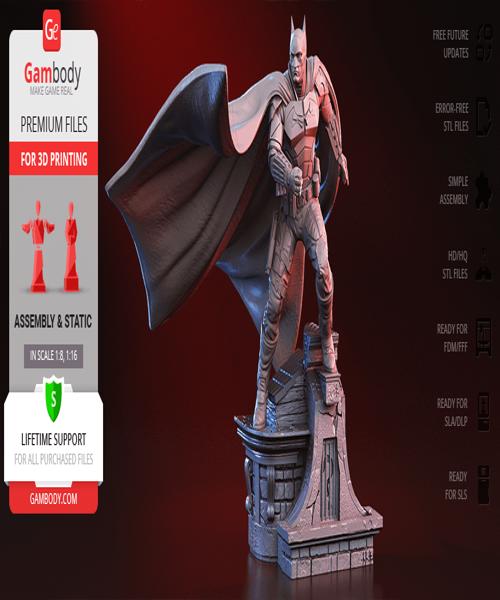 Ge
Gambody
MAKE GAME REAL
PREMIUM FILES
FOR 3D PRINTING
ASSEMBLY & STATIC
IN SCALE 1:8, 1:16
S
LIFETIME SUPPORT
FOR ALL PURCHASED FILES
GAMBODY.COM
FREE FUTURE
UPDATES
ERROR-FREE
STL FILES
SIMPLE
ASSEMBLY
HD/HQ
STL FILES
READY FOR
FDM/FFF
READY FOR
SLA/DLP
READY
FOR SLS